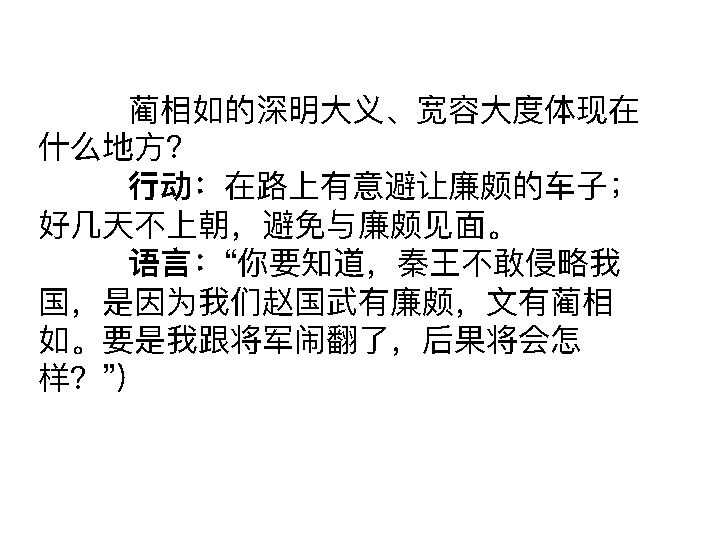 蔺相如的深明大义、宽容大度体现在
什么地方？
行动：在路上有意避让廉颇的车子；
好几天不上朝，避免与廉颇见面。
语言：“你要知道，秦王不敢侵略我
国，是因为我们赵国武有廉颇，文有蔺相
如。要是我跟将军闹翻了，后果将会怎
样？”）